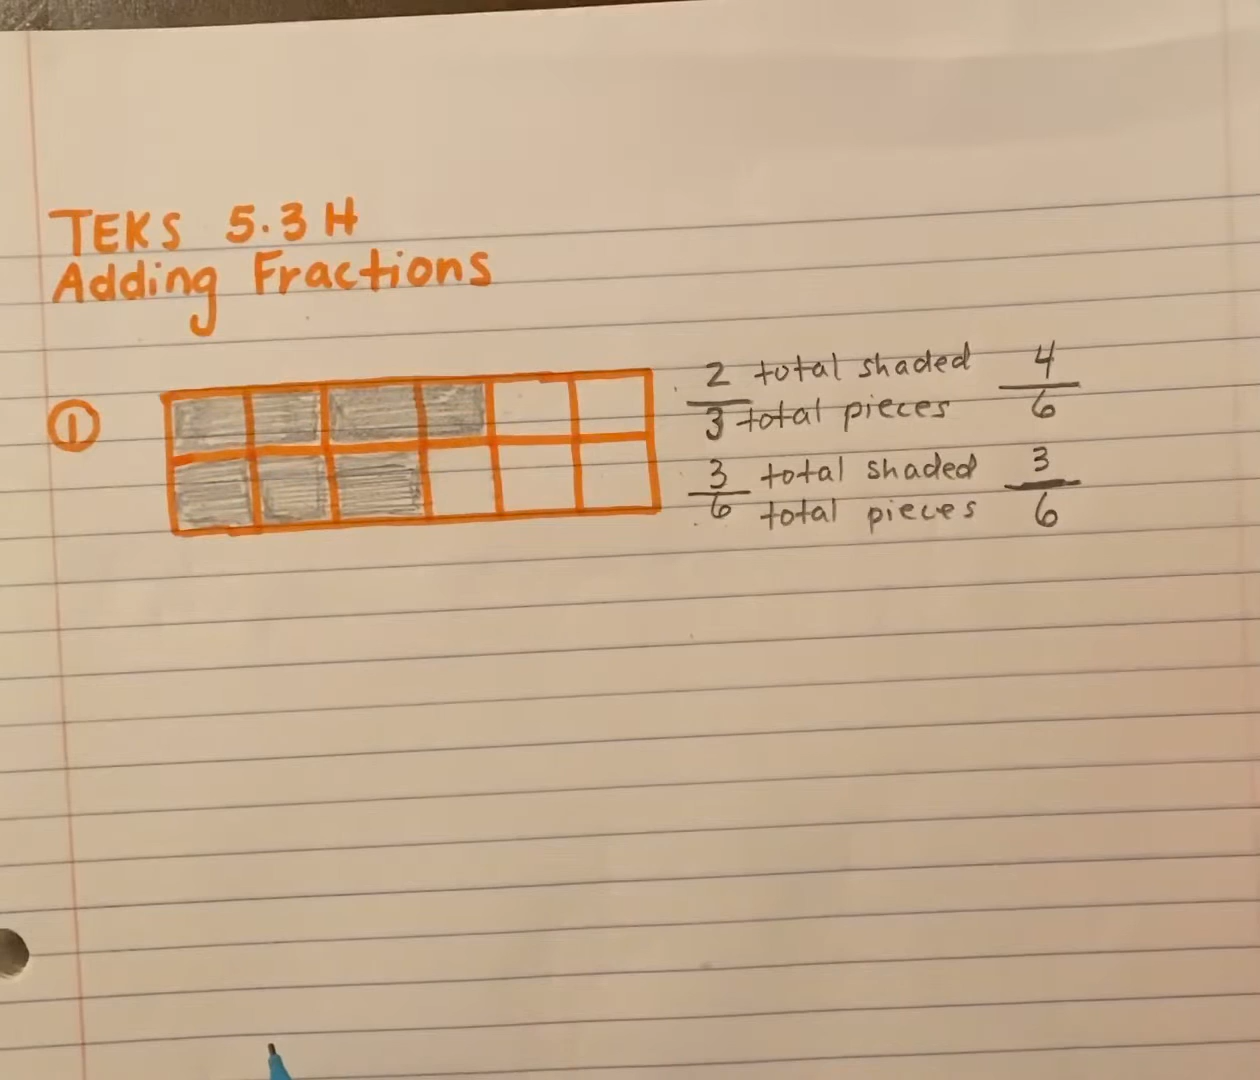 TEKS 5.3H
Adding Fractions
1
2 total shaded 4
3 total pieces 6
3 total shaded 3
6 total pieces 6